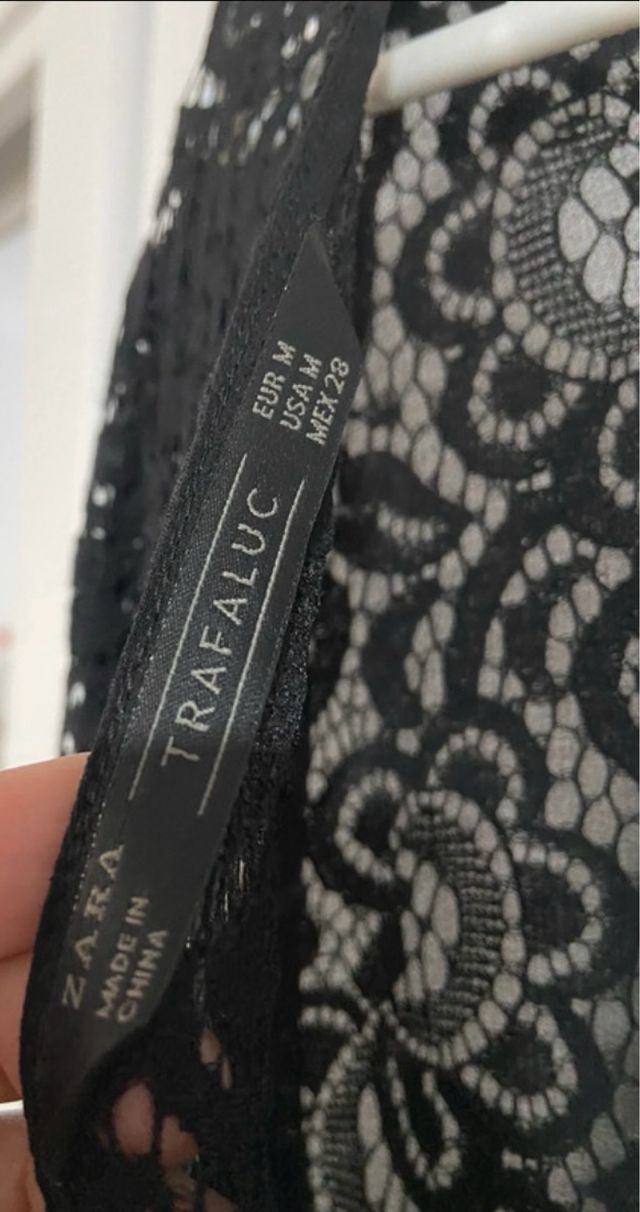 EUR M
USA M
MEX 28
TRAFALUC
ZARA
MADE IN
CHINA